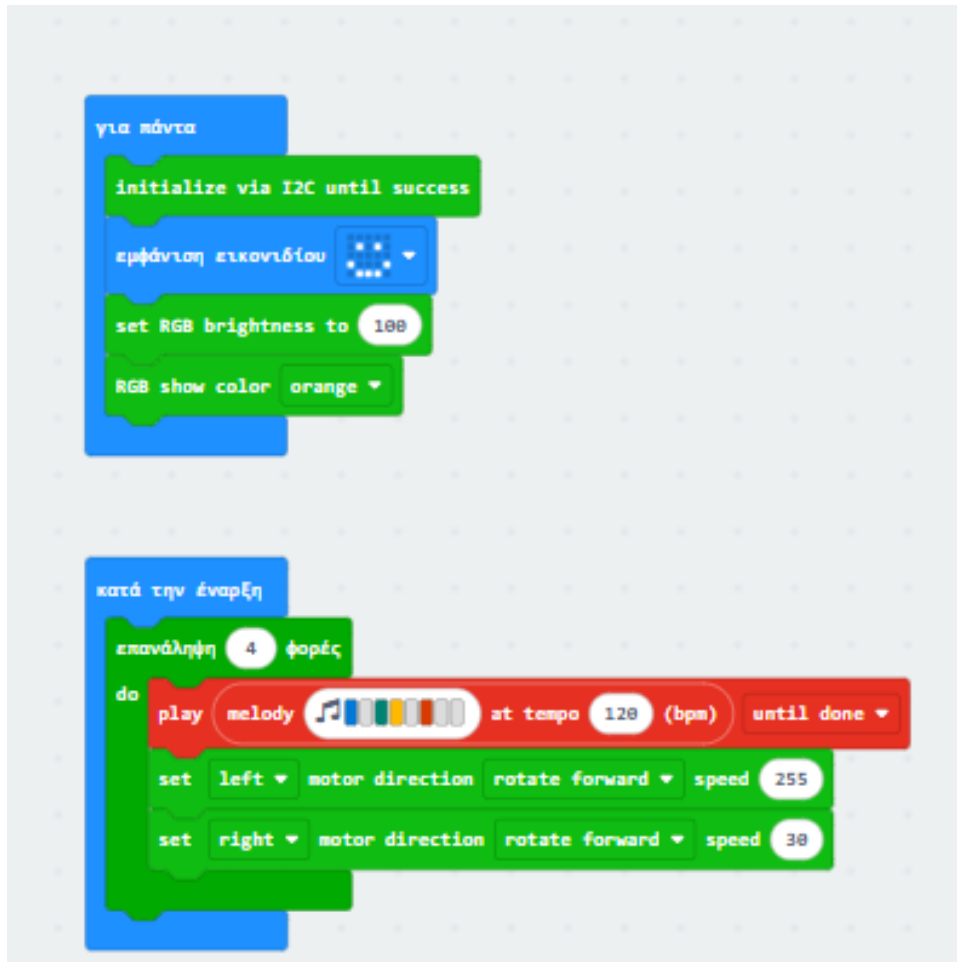 για πάντα
initialize via I2C until success
εμφάνιση εικονιδίου
set RGB brightness to 100
RGB show color orange
κατά την έναρξη
επανάληψη 4 φορές
do
play melody at tempo 120 (bpm) until done
set left motor direction rotate forward speed 255
set right motor direction rotate forward speed 30